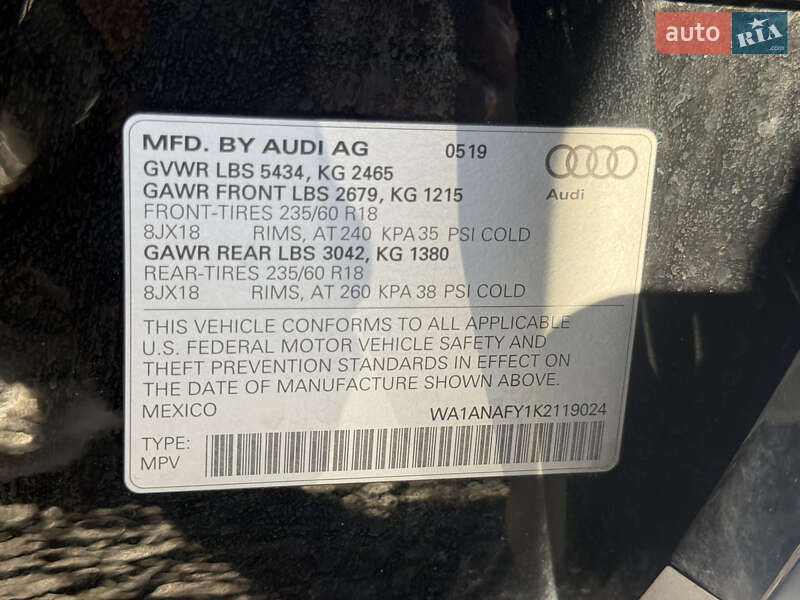 auto RIA
MFD. BY AUDI AG 0519
GVWR LBS 5434, KG 2465
GAWR FRONT LBS 2679, KG 1215
Audi
FRONT-TIRES 235/60 R18
8JX18 RIMS, AT 240 KPA 35 PSI COLD
GAWR REAR LBS 3042, KG 1380
REAR-TIRES 235/60 R18
8JX18 RIMS, AT 260 KPA 38 PSI COLD
THIS VEHICLE CONFORMS TO ALL APPLICABLE
U.S. FEDERAL MOTOR VEHICLE SAFETY AND
THEFT PREVENTION STANDARDS IN EFFECT ON
THE DATE OF MANUFACTURE SHOWN ABOVE.
MEXICO WA1ANAFY1K2119024
TYPE:
MPV